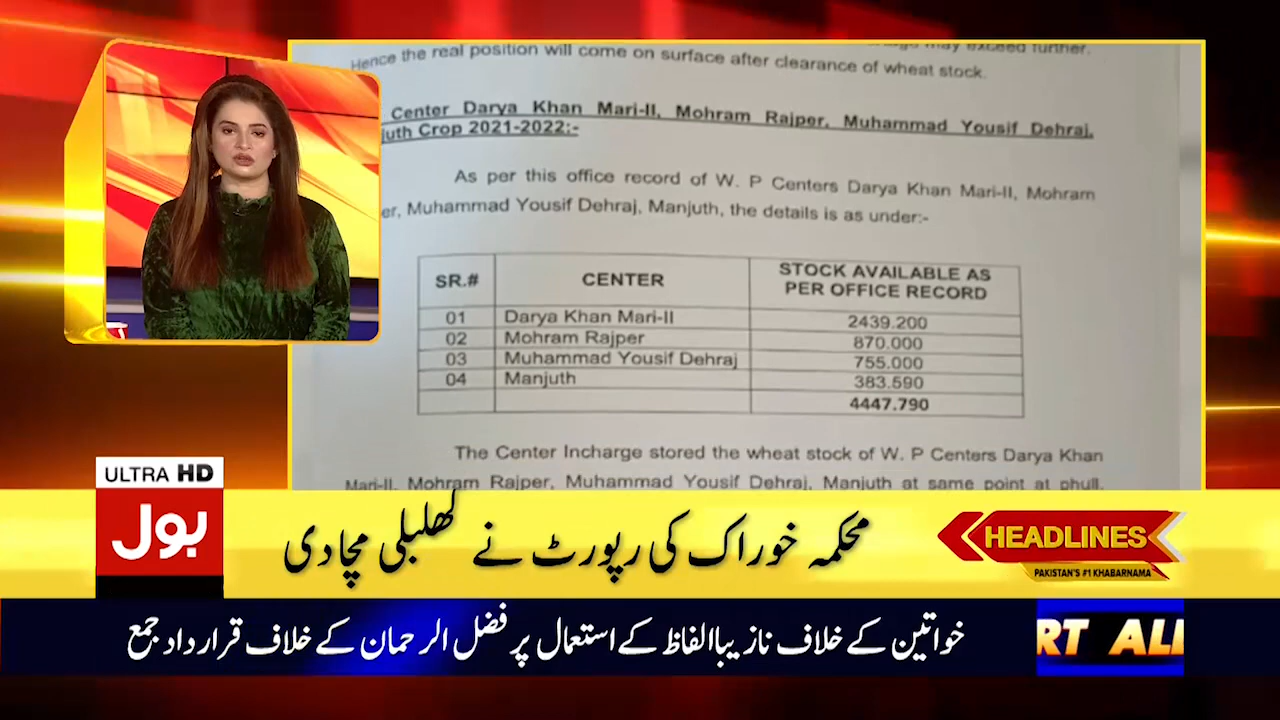 Hence the real position will come on surface after clearance of wheat stock.
Center Darya Khan Mari-II, Mohram Rajper, Muhammad Yousif Dehraj,
Crop 2021-2022:-
As per this office record of W. P Centers Darya Khan Mari-II, Mohram
er, Muhammad Yousif Dehraj, Manjuth, the details is as under:-
SR.# CENTER STOCK AVAILABLE AS PER OFFICE RECORD
01 Darya Khan Mari-II 2439.200
02 Mohram Rajper 870.000
03 Muhammad Yousif Dehraj 755.000
04 Manjuth 383.590
4447.790
The Center Incharge stored the wheat stock of W. P Centers Darya Khan
Mari-II, Mohram Rajper, Muhammad Yousif Dehraj, Manjuth at same point at phull,
ULTRA HD
بول
محکمہ خوراک کی رپورٹ نے کھلبلی مچا دی
HEADLINES
PAKISTAN'S #1 KHABARNAMA
خواتین کے خلاف نازیبا الفاظ کے استعمال پر فضل الرحمان کے خلاف قرارداد جمع
RT ALE